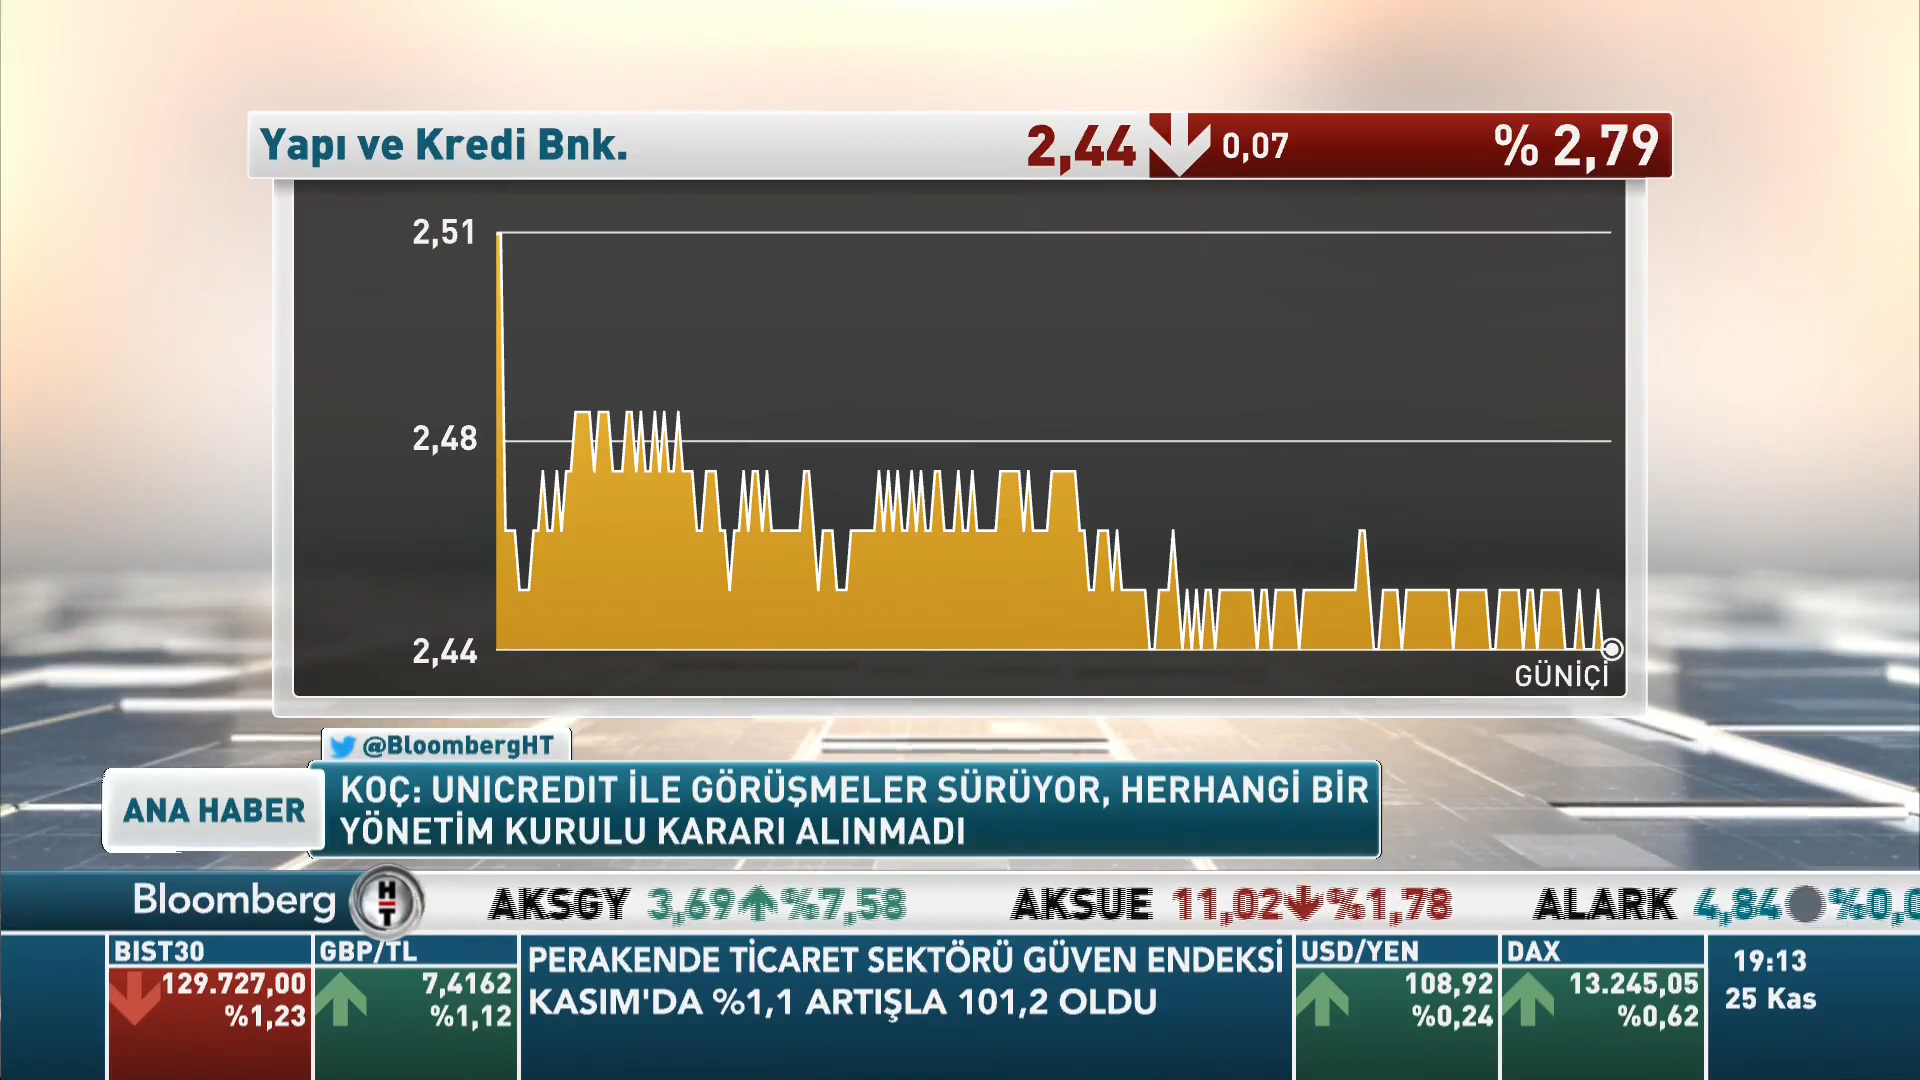 Yapı ve Kredi Bnk. 2,44 0,07 % 2,79
2,51
2,48
2,44
GÜNİÇİ
@BloombergHT
ANA HABER
KOÇ: UNICREDIT İLE GÖRÜŞMELER SÜRÜYOR, HERHANGİ BİR
YÖNETİM KURULU KARARI ALINMADI
Bloomberg HT
AKSGY 3,69 %7,58 AKSUE 11,02 %1,78 ALARK 4,84 %0,0
BIST30
129.727,00
%1,23
GBP/TL
7,4162
%1,12
PERAKENDE TİCARET SEKTÖRÜ GÜVEN ENDEKSİ
KASIM'DA %1,1 ARTIŞLA 101,2 OLDU
USD/YEN
108,92
%0,24
DAX
13.245,05
%0,62
19:13
25 Kas